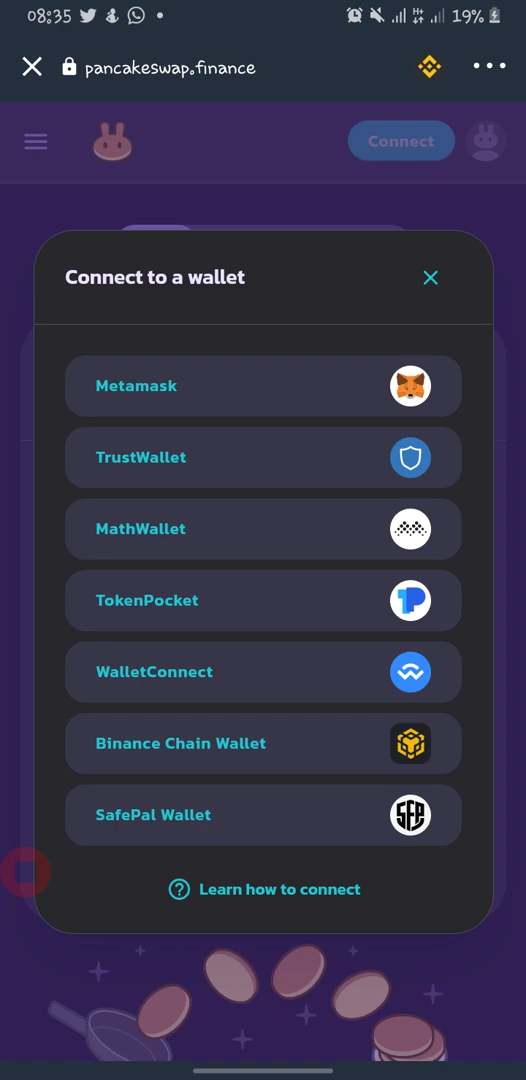 08:35
19%
pancakeswap.finance
Connect
Connect to a wallet
Metamask
TrustWallet
MathWallet
TokenPocket
WalletConnect
Binance Chain Wallet
SafePal Wallet
Learn how to connect